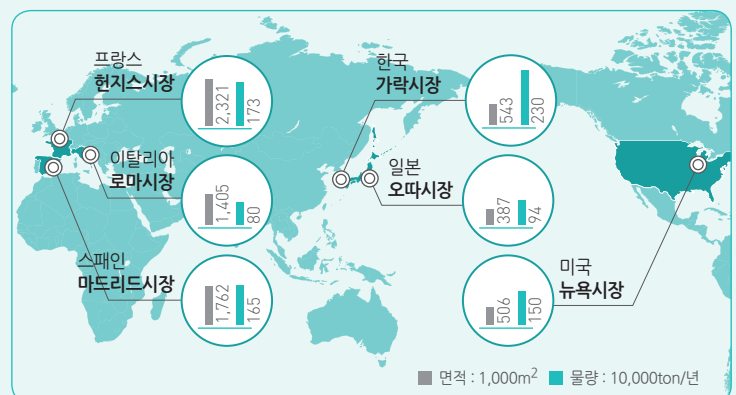 프랑스
헌지스시장
2,321
173
이탈리아
로마시장
1,405
80
스패인
마드리드시장
1,762
165
한국
가락시장
543
230
일본
오따시장
387
94
미국
뉴욕시장
506
150
면적 : 1,000m²
물량 : 10,000ton/년